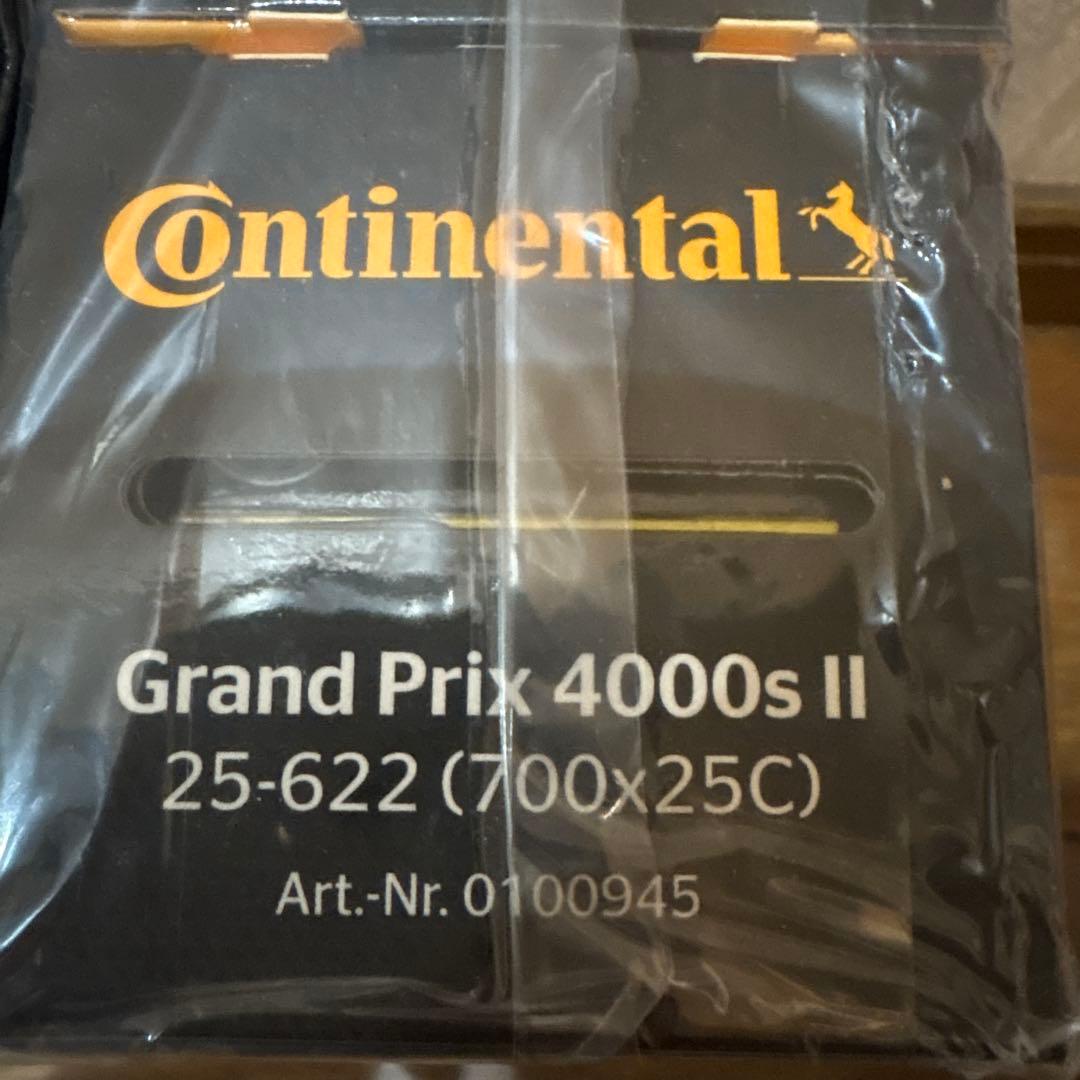 Continental
Grand Prix 4000s II
25-622 (700x25C)
Art.-Nr. 0100945